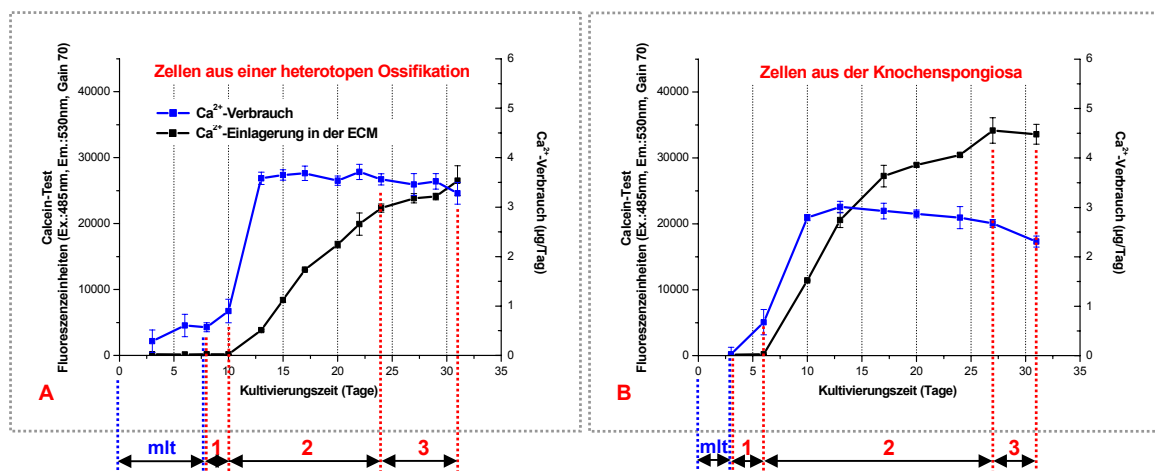 Zellen aus einer heterotopen Ossifikation
Ca²⁺-Verbrauch
Ca²⁺-Einlagerung in der ECM
Calcein-Test
Fluoreszenzeinheiten (Ex.:485nm, Em.:530nm, Gain 70)
40000
30000
20000
10000
0
6
5
4
3
2
1
0
Ca²⁺-Verbrauch (µg/Tag)
0 5 10 15 20 25 30 35
Kultivierungszeit (Tage)
A
mlt 1 2 3
Zellen aus der Knochenspongiosa
Calcein-Test
Fluoreszenzeinheiten (Ex.:485nm, Em.:530nm, Gain 70)
40000
30000
20000
10000
0
6
5
4
3
2
1
0
Ca²⁺-Verbrauch (µg/Tag)
0 5 10 15 20 25 30 35
Kultivierungszeit (Tage)
B
mlt 1 2 3